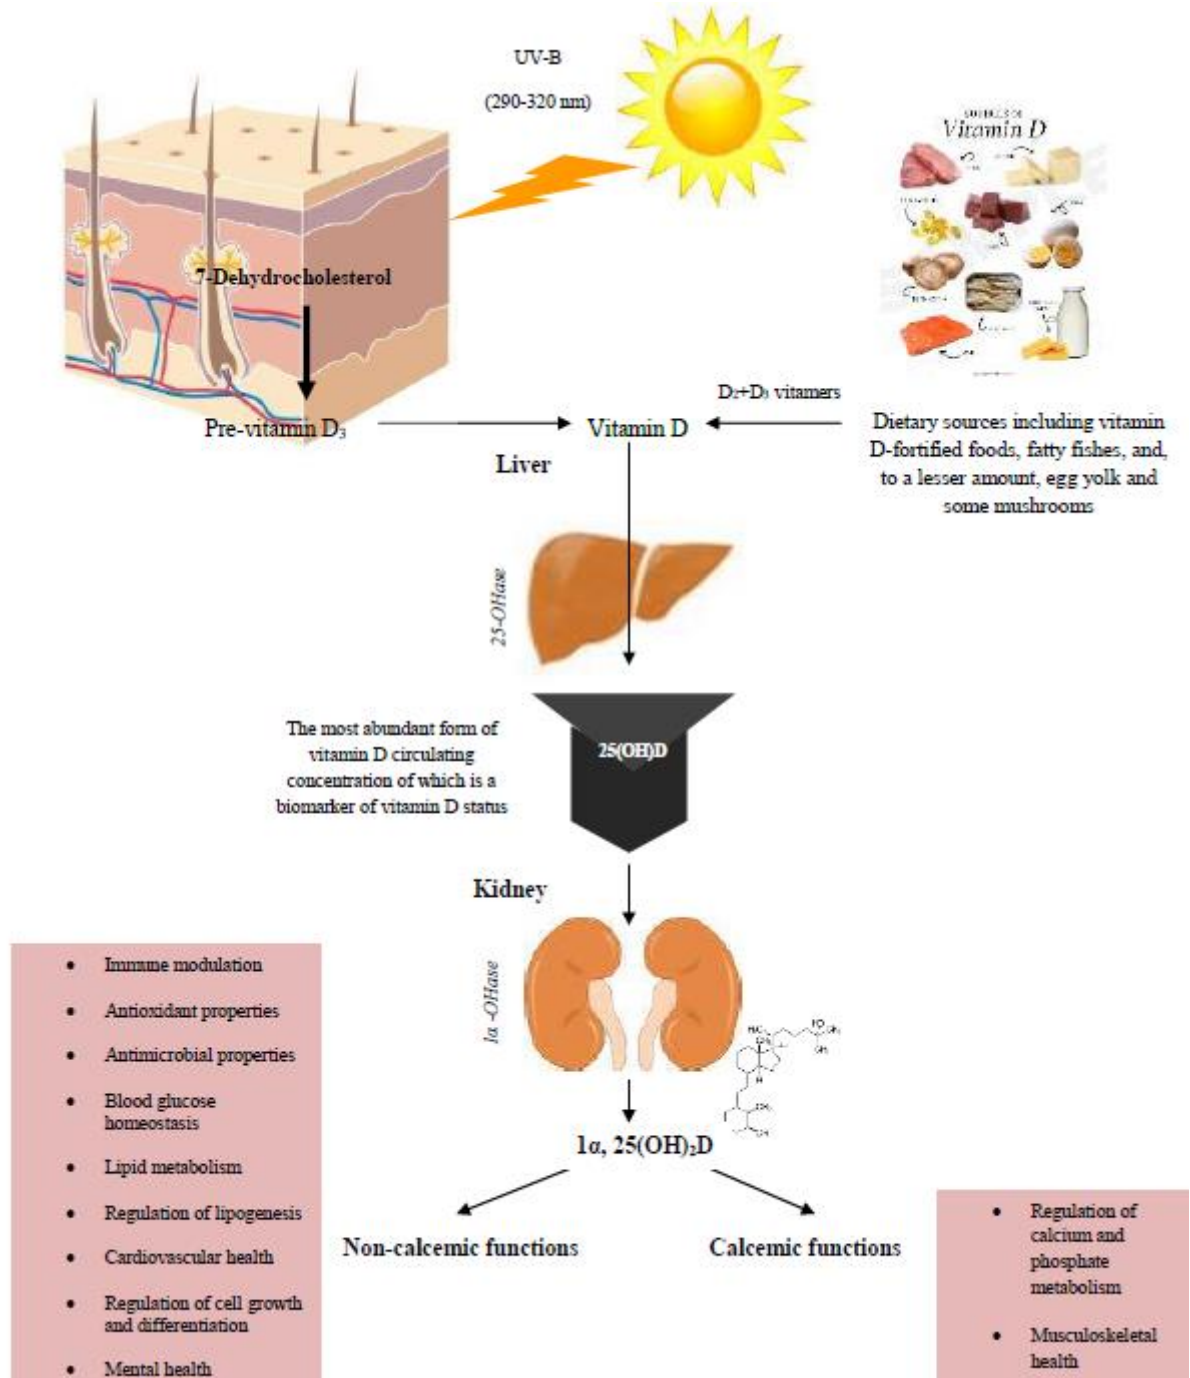 UV-B
(290-320 nm)
Vitamin D
7-Dehydrocholesterol
D₂+D₃ vitamers
Pre-vitamin D₃
Vitamin D
Dietary sources including vitamin
D-fortified foods, fatty fishes, and,
to a lesser amount, egg yolk and
some mushrooms
Liver
25-OHase
The most abundant form of
vitamin D circulating
concentration of which is a
biomarker of vitamin D status
25(OH)D
Kidney
1α -OHase
HO
CH₃
CH₃
H
CH₂
OH
1α, 25(OH)₂D
Non-calcemic functions
Calcemic functions
• Immune modulation
• Antioxidant properties
• Antimicrobial properties
• Blood glucose
homeostasis
• Lipid metabolism
• Regulation of lipogenesis
• Cardiovascular health
• Regulation of cell growth
and differentiation
• Mental health
• Regulation of
calcium and
phosphate
metabolism
• Musculoskeletal
health